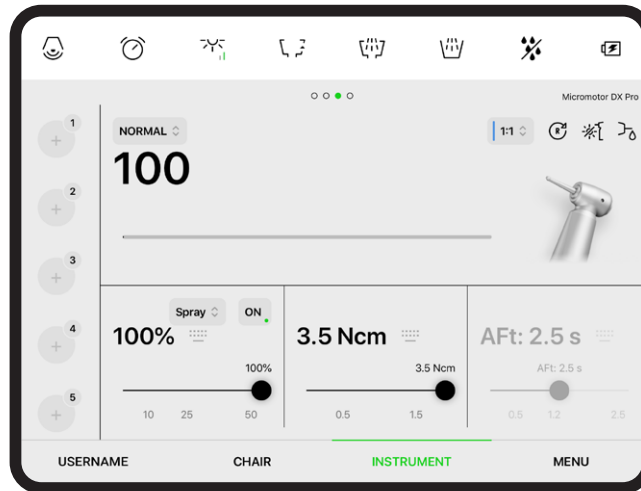 Micromotor DX Pro
1
NORMAL
1:1
R
100
2
3
4
5
Spray
ON
100%
3.5 Ncm
AFt: 2.5 s
100%
3.5 Ncm
AFt: 2.5 s
10 25 50
0.5 1.5
0.5 1.2 2.5
USERNAME CHAIR INSTRUMENT MENU